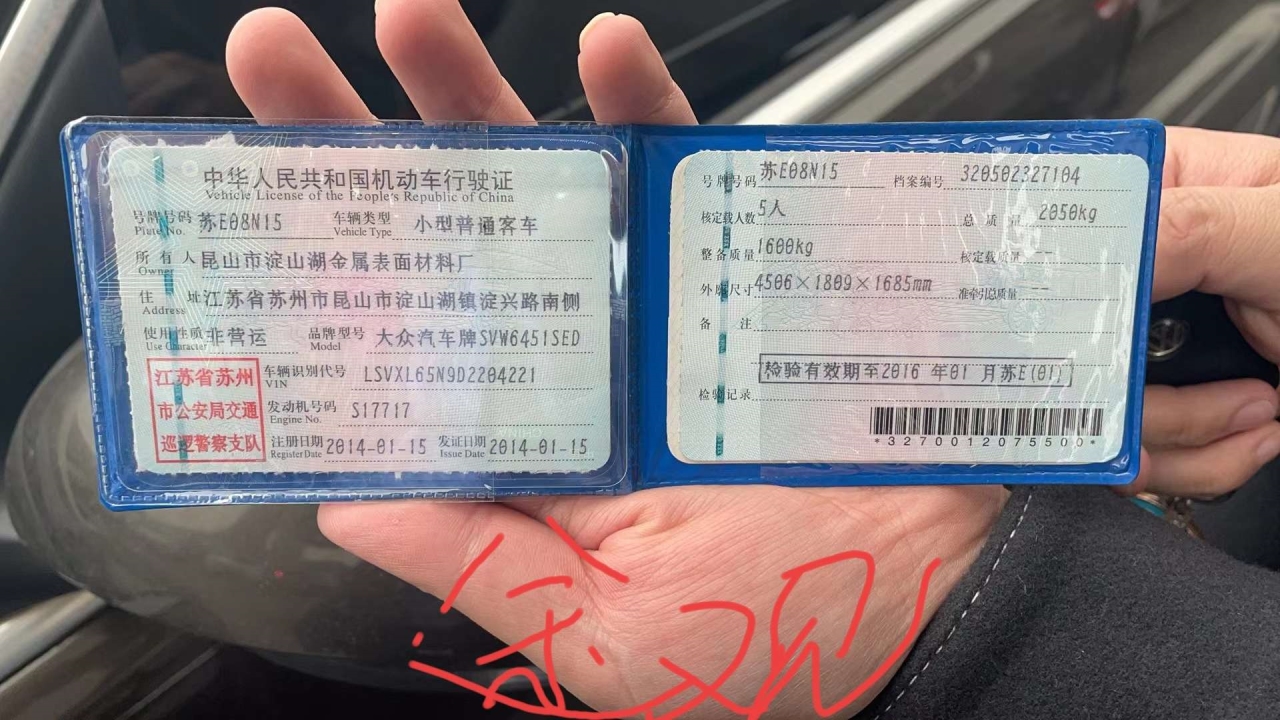 中华人民共和国机动车行驶证
Vehicle License of the People's Republic of China
号牌号码 苏E08N15 车辆类型 小型普通客车
Plate No. Vehicle Type
所有人 昆山市淀山湖金属表面材料厂
Owner
住址 江苏省苏州市昆山市淀山湖镇淀兴路南侧
Address
使用性质 非营运 品牌型号 大众汽车牌SVW6451SED
Use Character Model
江苏省苏州
市公安局交通
巡逻警察支队
车辆识别代号 LSVXL65N9D2204221
VIN
发动机号码 S17717
Engine No.
注册日期 2014-01-15 发证日期 2014-01-15
Register Date Issue Date
号牌号码 苏E08N15 档案编号 320502327104
核定载人数 5人 总质量 2050kg
整备质量 1600kg 核定载质量 --
外廓尺寸 4506×1809×1685mm 准牵引总质量 --
备注
检验有效期至2016年01月苏E(01)
检验记录
*3270012075500*
途观